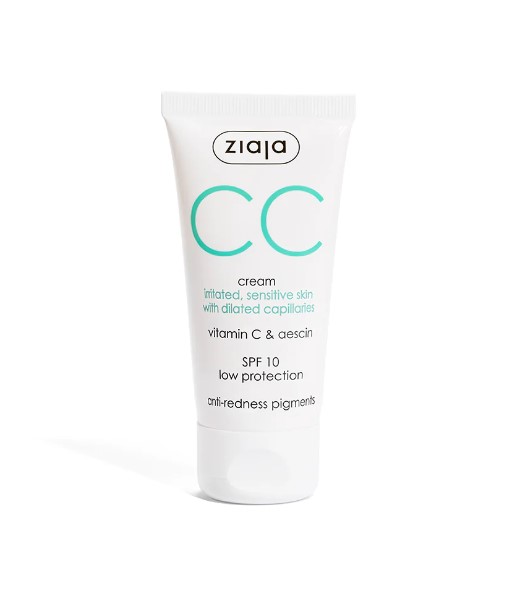 ziaja
CC
cream
irritated, sensitive skin
with dilated capillaries
vitamin C & aescin
SPF 10
low protection
anti-redness pigments